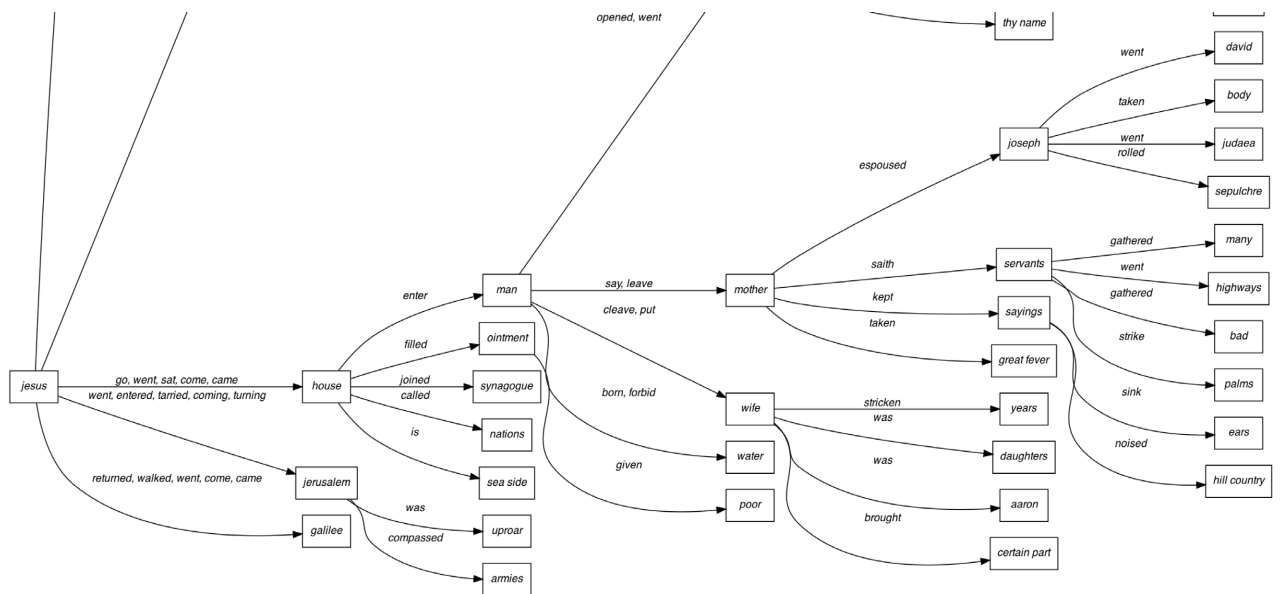 opened, went
thy name
went
david
taken
body
joseph
went
judaea
rolled
espoused
sepulchre
gathered
many
saith
servants
went
man
say, leave
mother
highways
enter
kept
gathered
cleave, put
sayings
taken
ointment
strike
bad
filled
great fever
jesus
go, went, sat, come, came
house
joined
synagogue
palms
went, entered, tarried, coming, turning
called
born, forbid
sink
wife
stricken
years
was
is
nations
ears
noised
water
was
daughters
given
returned, walked, went, come, came
jerusalem
sea side
hill country
was
poor
aaron
brought
galilee
uproar
compassed
certain part
armies